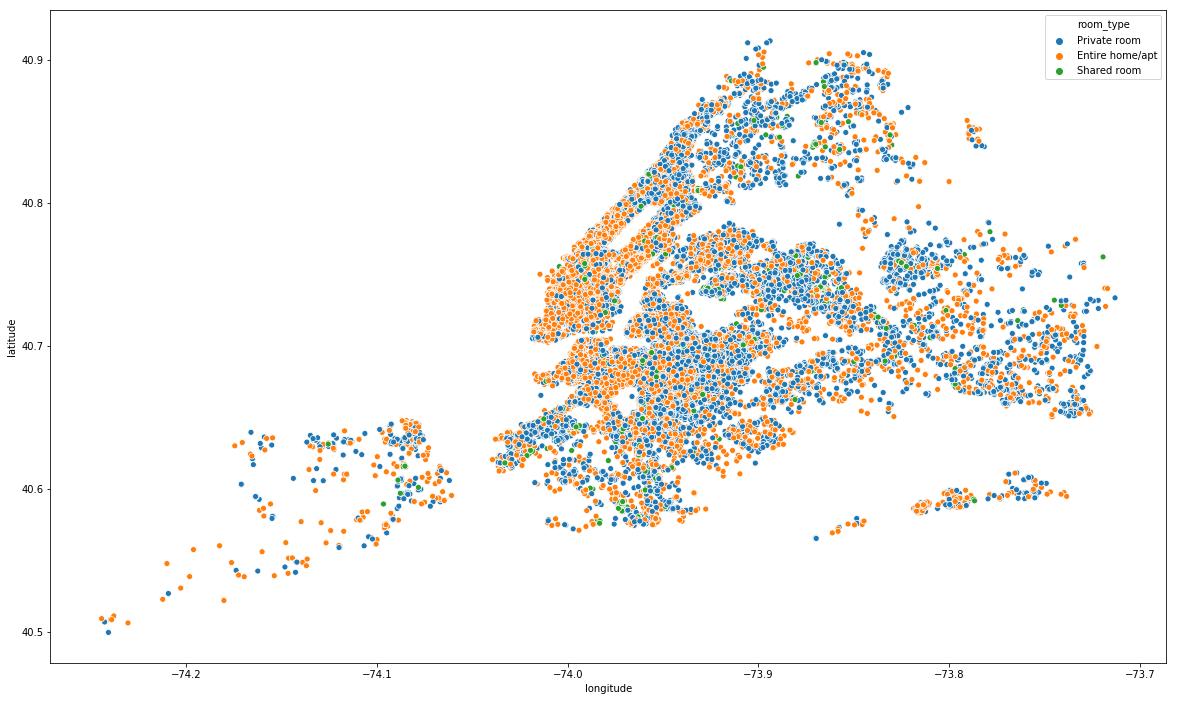 room_type
Private room
Entire home/apt
Shared room
latitude
40.9
40.8
40.7
40.6
40.5
−74.2
−74.1
−74.0
−73.9
−73.8
−73.7
longitude